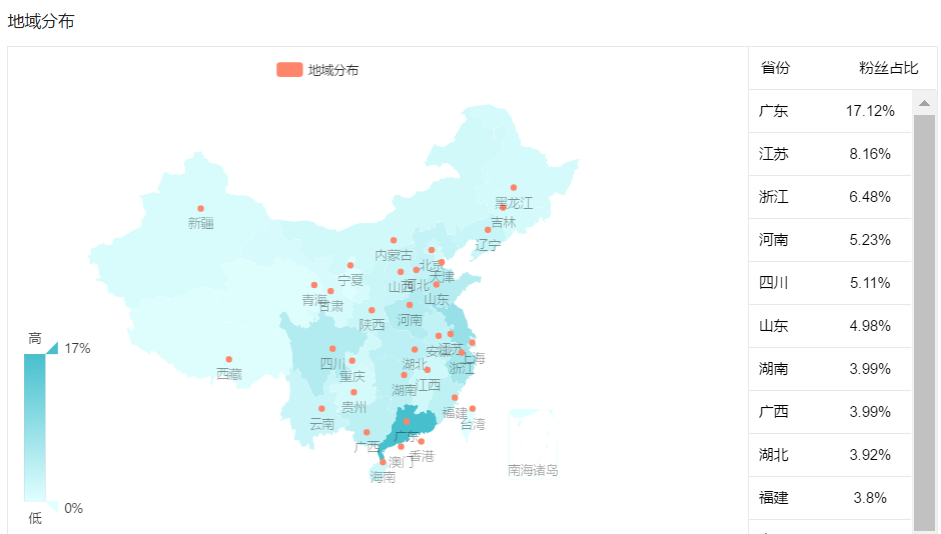 地域分布
地域分布
省份 粉丝占比
广东 17.12%
江苏 8.16%
浙江 6.48%
河南 5.23%
四川 5.11%
山东 4.98%
湖南 3.99%
广西 3.99%
湖北 3.92%
福建 3.8%
黑龙江
吉林
新疆
辽宁
内蒙古
北京
天津
宁夏
山西
河北
青海
甘肃
山东
河南
陕西
安徽
江苏
上海
四川
湖北
浙江
西藏
重庆
江西
湖南
贵州
福建
云南
台湾
广东
广西
香港
澳门
海南
南海诸岛
高
17%
0%
低